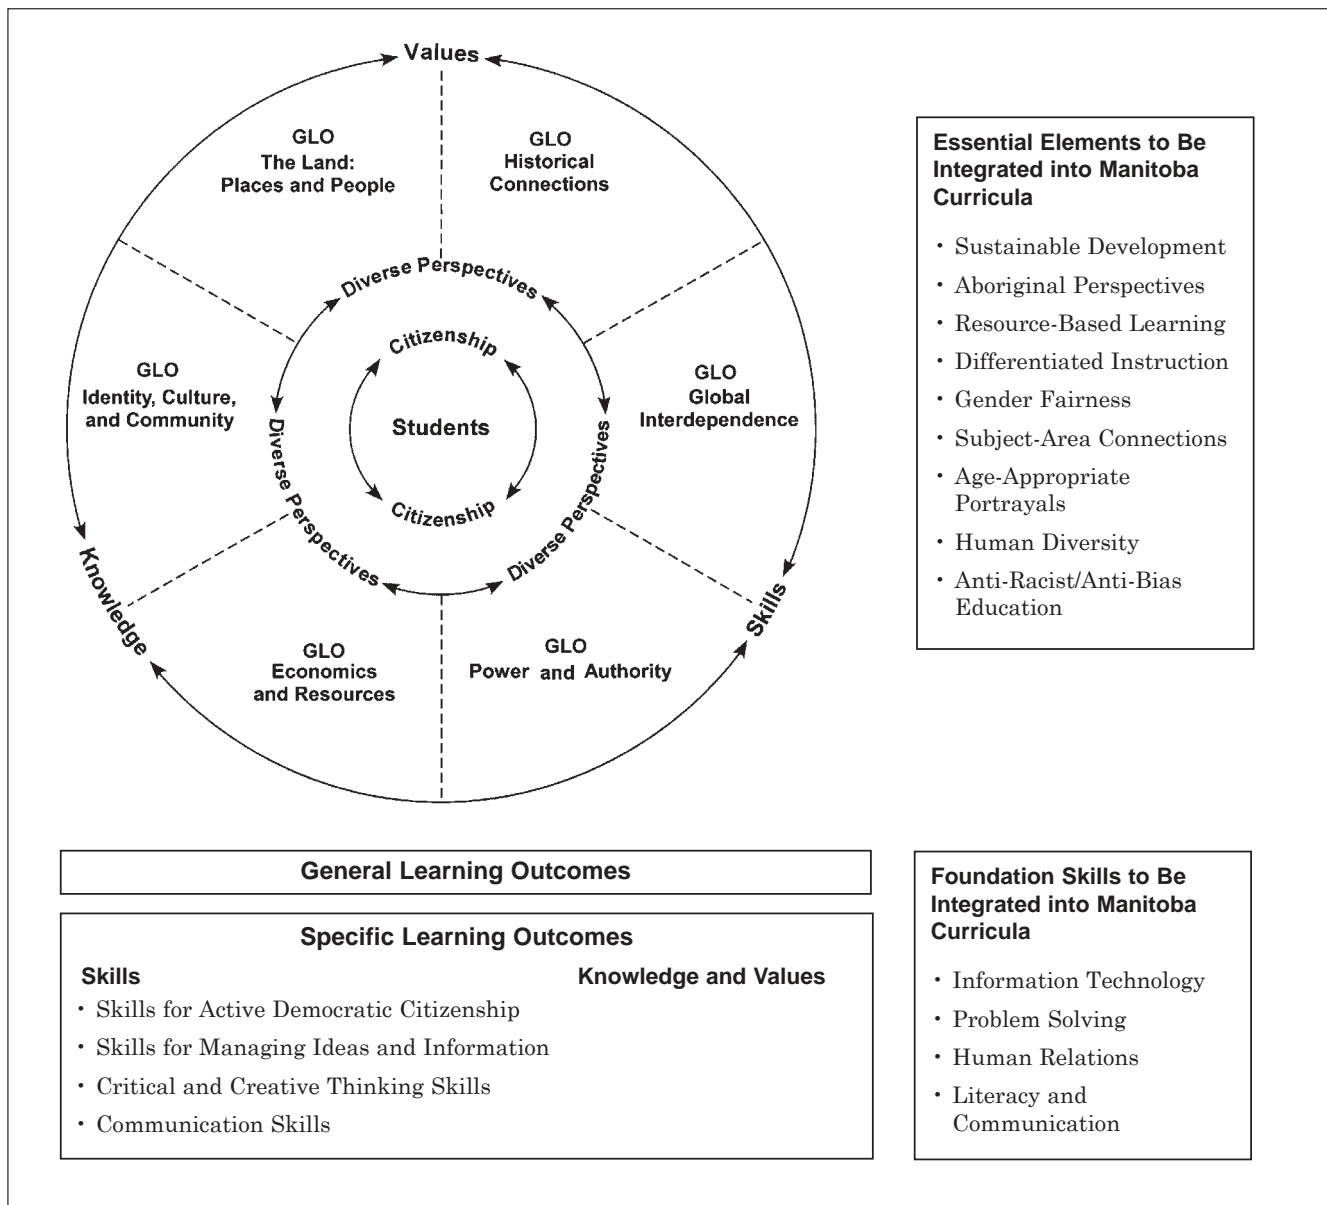 Values
GLO
The Land:
Places and People
GLO
Historical
Connections
GLO
Identity, Culture,
and Community
GLO
Global
Interdependence
GLO
Economics
and Resources
GLO
Power and Authority
Diverse Perspectives
Diverse Perspectives
Diverse Perspectives
Citizenship
Students
Citizenship
Knowledge
Skills
Essential Elements to Be
Integrated into Manitoba
Curricula
• Sustainable Development
• Aboriginal Perspectives
• Resource-Based Learning
• Differentiated Instruction
• Gender Fairness
• Subject-Area Connections
• Age-Appropriate
Portrayals
• Human Diversity
• Anti-Racist/Anti-Bias
Education
General Learning Outcomes
Specific Learning Outcomes
Skills
• Skills for Active Democratic Citizenship
• Skills for Managing Ideas and Information
• Critical and Creative Thinking Skills
• Communication Skills
Knowledge and Values
Foundation Skills to Be
Integrated into Manitoba
Curricula
• Information Technology
• Problem Solving
• Human Relations
• Literacy and
Communication